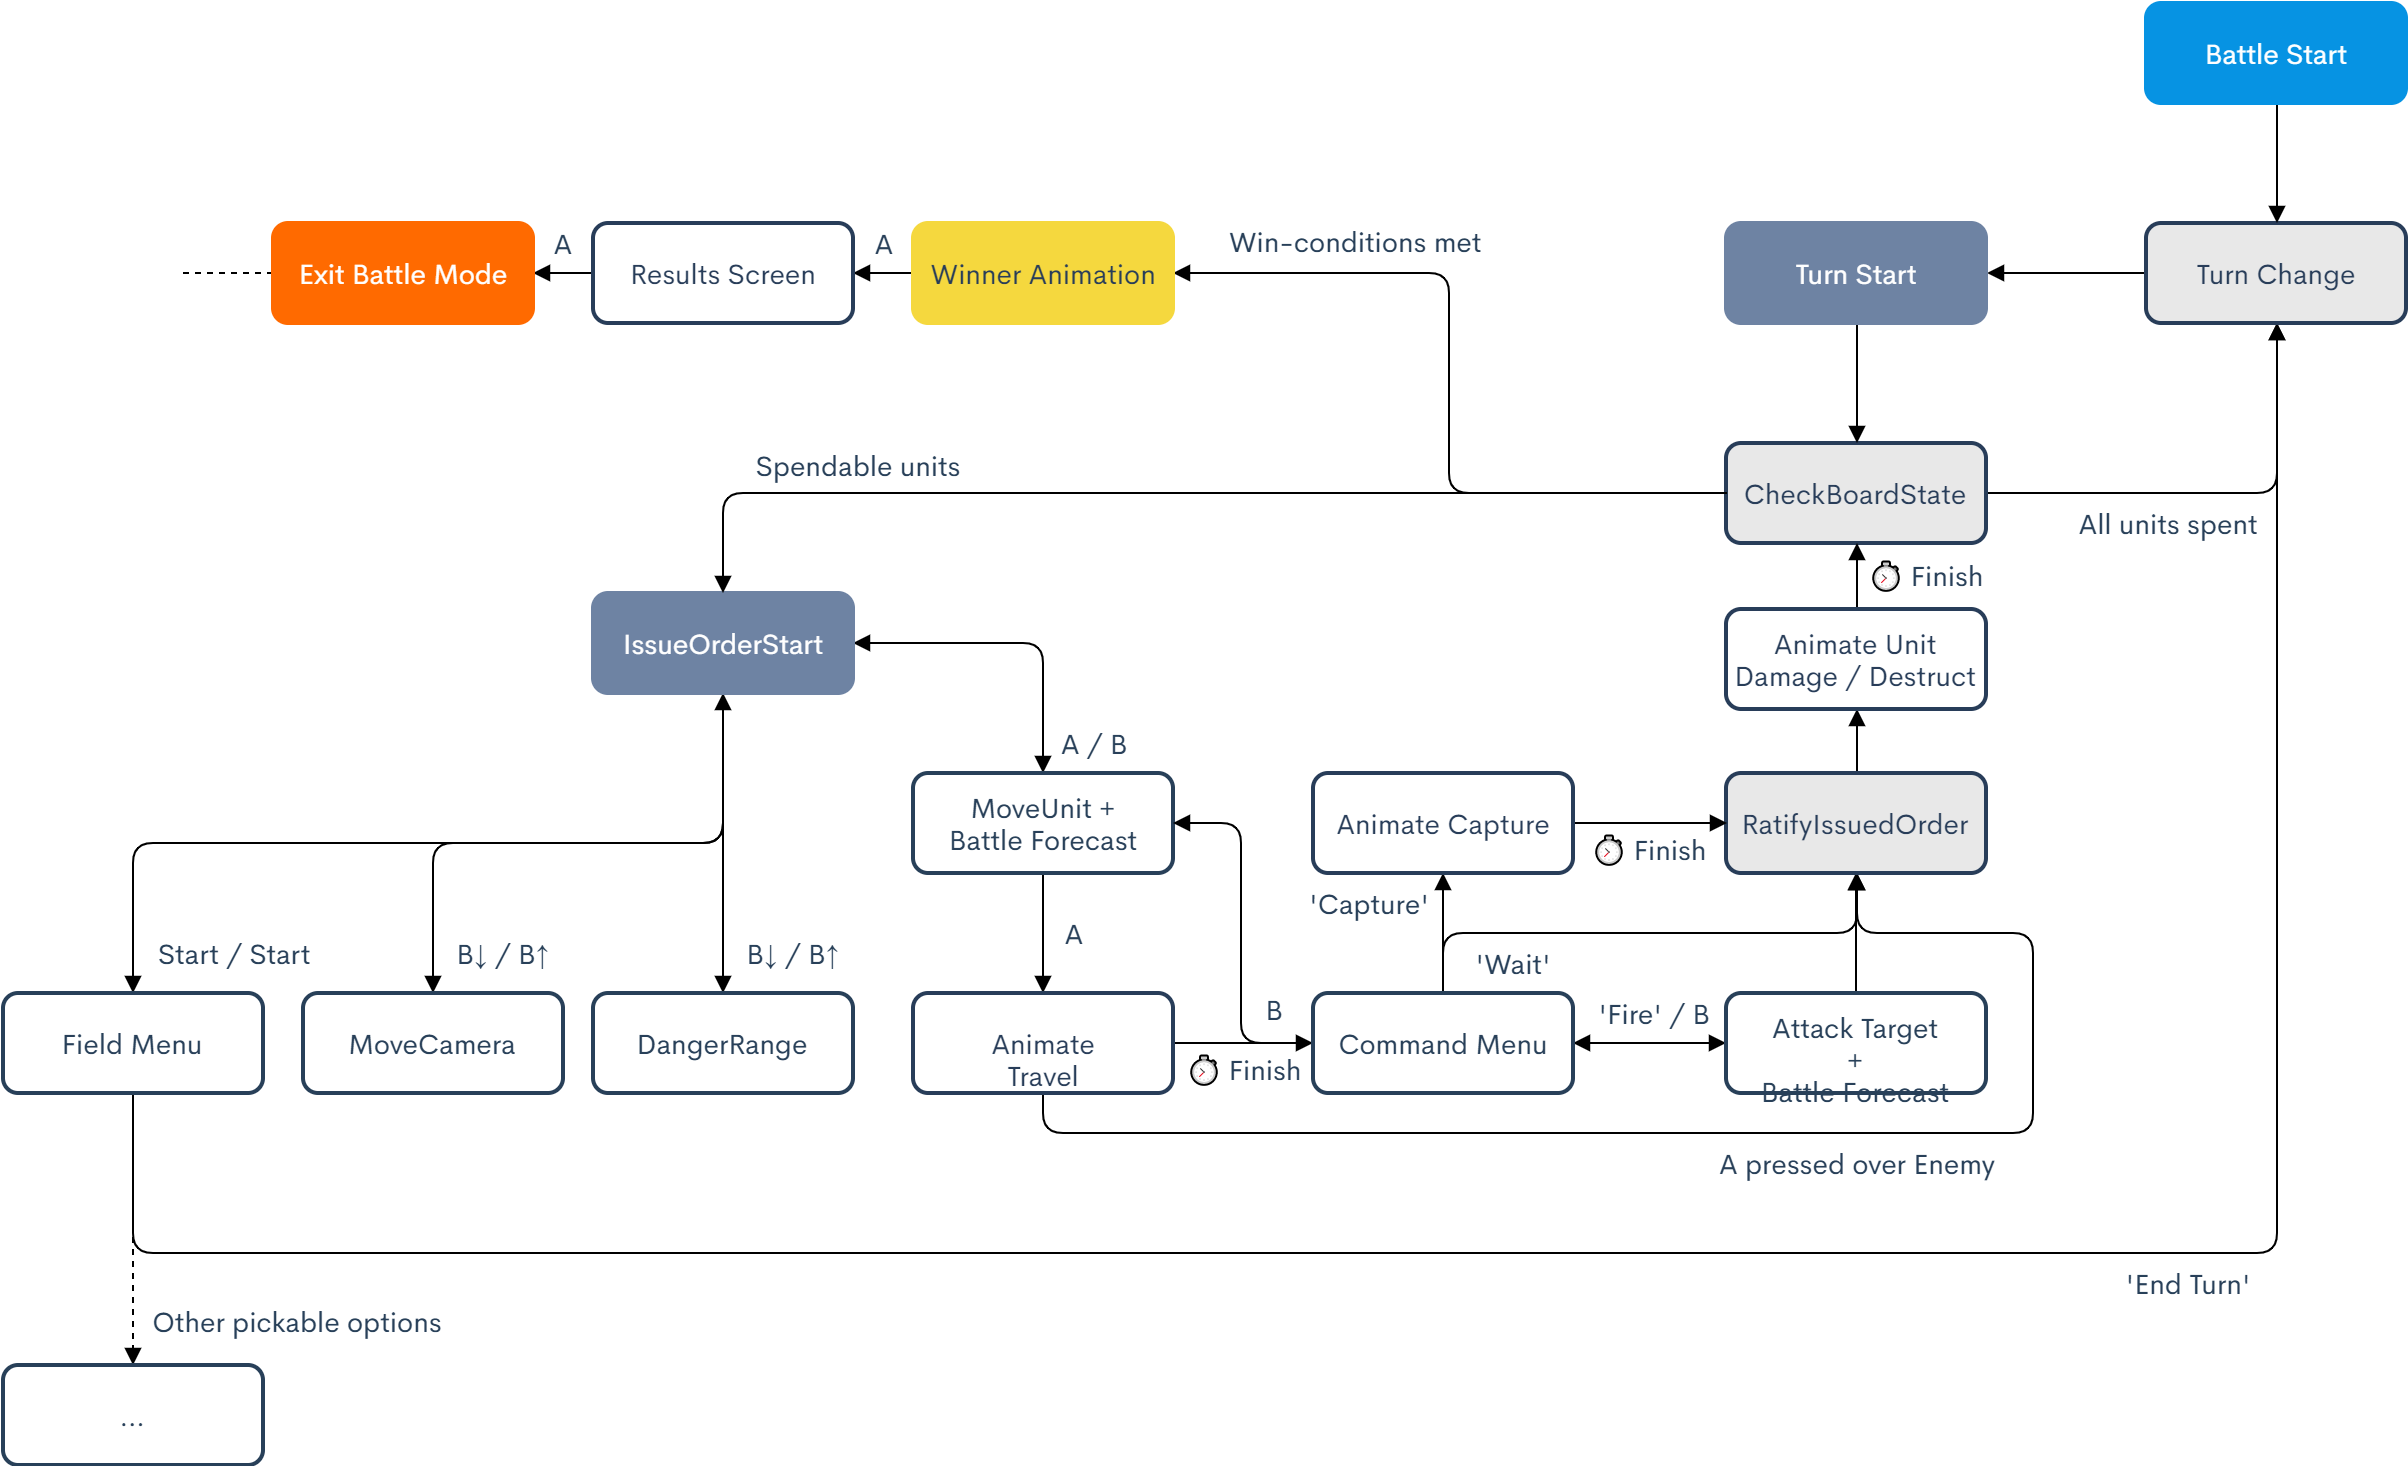 Battle Start
Exit Battle Mode
A
Results Screen
A
Winner Animation
Win-conditions met
Turn Start
Turn Change
Spendable units
CheckBoardState
All units spent
Finish
IssueOrderStart
Animate Unit
Damage / Destruct
A / B
MoveUnit +
Battle Forecast
Animate Capture
Finish
RatifyIssuedOrder
'Capture'
A
'Wait'
Start / Start
B↓ / B↑
B↓ / B↑
B
'Fire' / B
Field Menu
MoveCamera
DangerRange
Animate
Travel
Finish
Command Menu
Attack Target
+
Battle Forecast
A pressed over Enemy
'End Turn'
Other pickable options
...